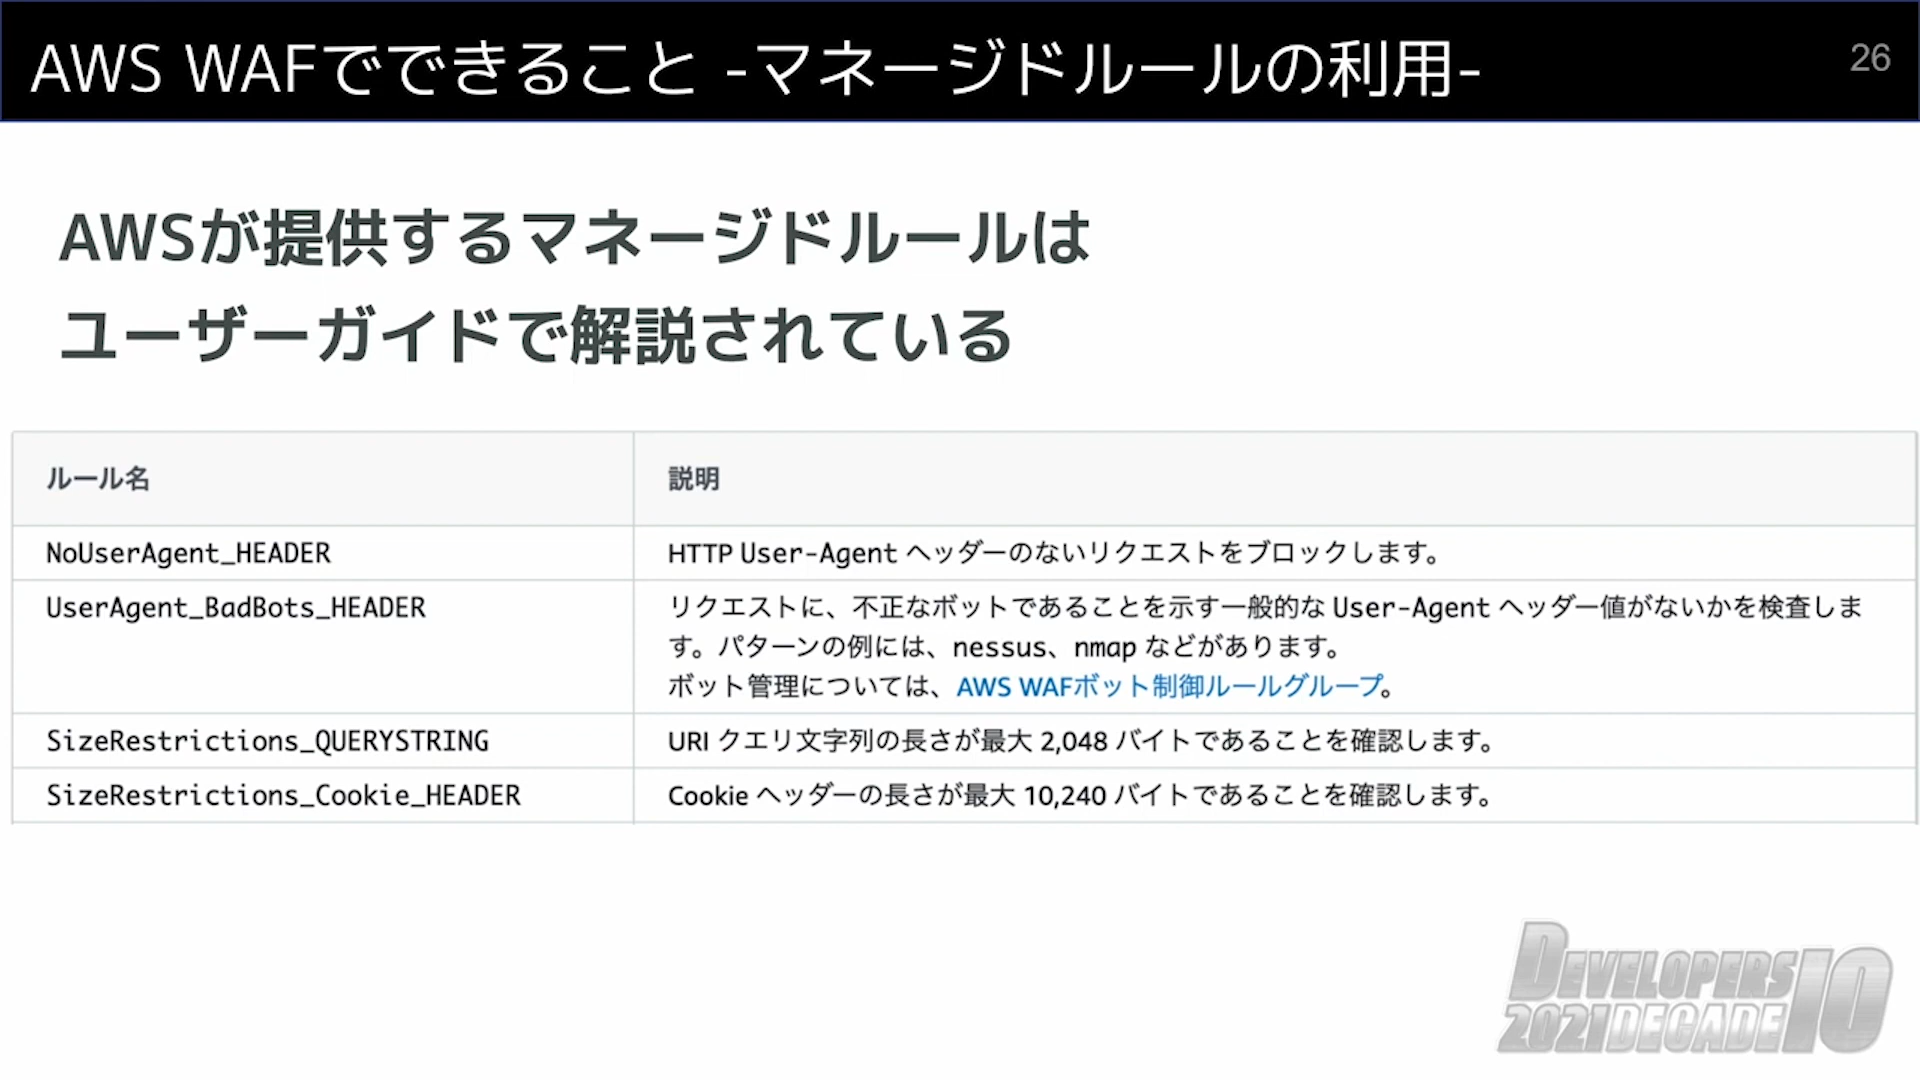 AWS WAFでできること -マネージドルールの利用-
26
AWSが提供するマネージドルールは
ユーザーガイドで解説されている
ルール名
説明
NoUserAgent_HEADER
HTTP User-Agent ヘッダーのないリクエストをブロックします。
UserAgent_BadBots_HEADER
リクエストに、不正なボットであることを示す一般的な User-Agent ヘッダー値がないかを検査しま
す。パターンの例には、nessus、nmap などがあります。
ボット管理については、AWS WAFボット制御ルールグループ。
SizeRestrictions_QUERYSTRING
URI クエリ文字列の長さが最大 2,048 バイトであることを確認します。
SizeRestrictions_Cookie_HEADER
Cookie ヘッダーの長さが最大 10,240 バイトであることを確認します。
DEVELOPERS
2021 DECADE 10